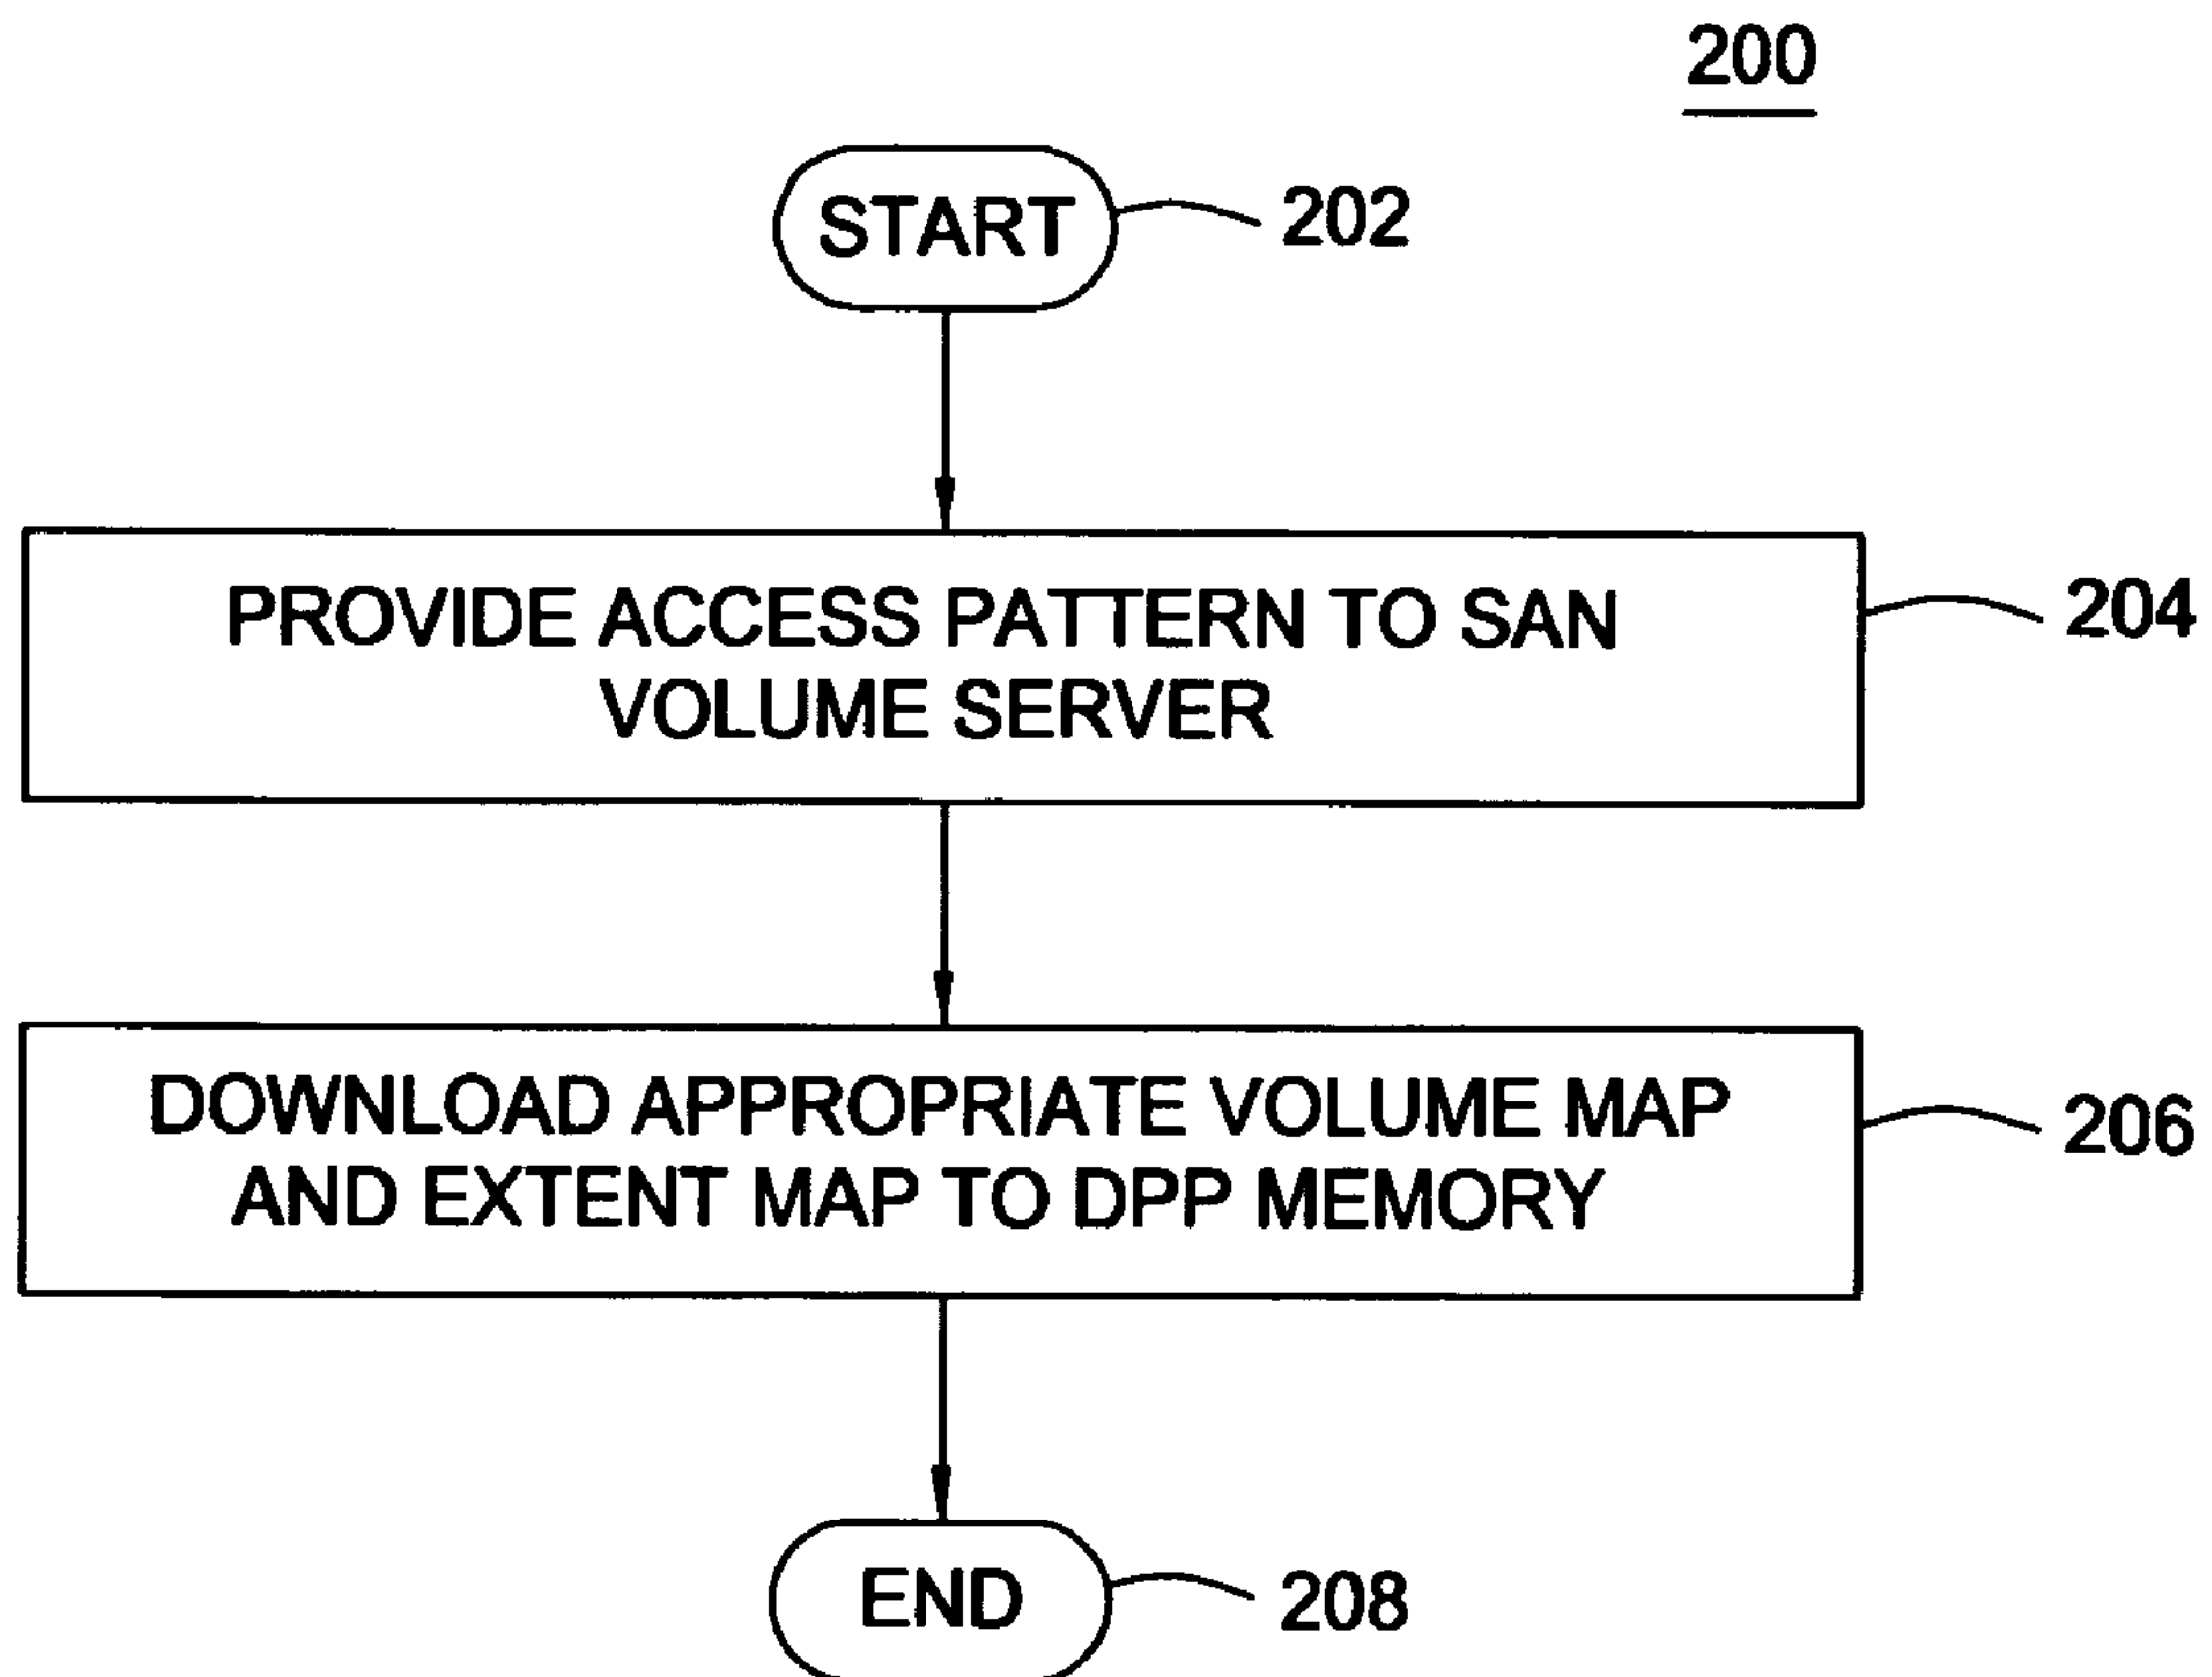 200
START
202
PROVIDE ACCESS PATTERN TO SAN
VOLUME SERVER
204
DOWNLOAD APPROPRIATE VOLUME MAP
AND EXTENT MAP TO DPP MEMORY
206
END
208